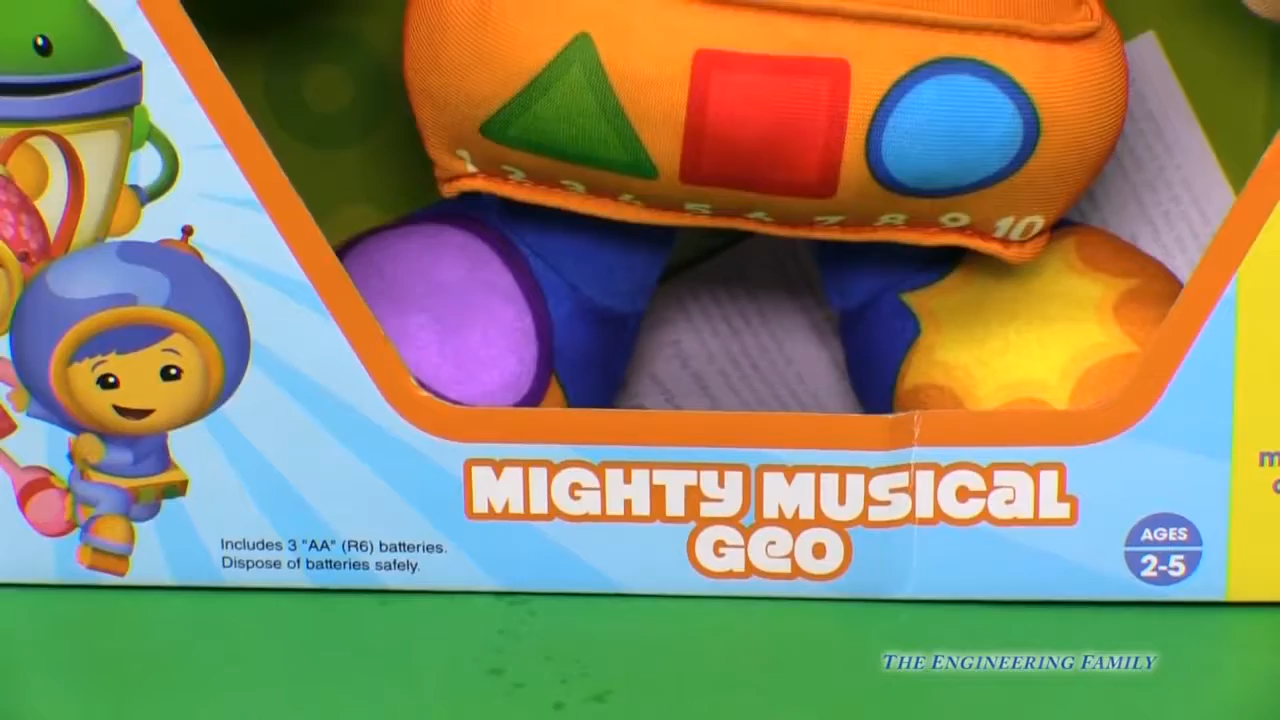 1 2 3 4 5 6 7 8 9 10
MIGHTY MUSICAL
GEO
Includes 3 "AA" (R6) batteries.
Dispose of batteries safely.
AGES
2-5
THE ENGINEERING FAMILY